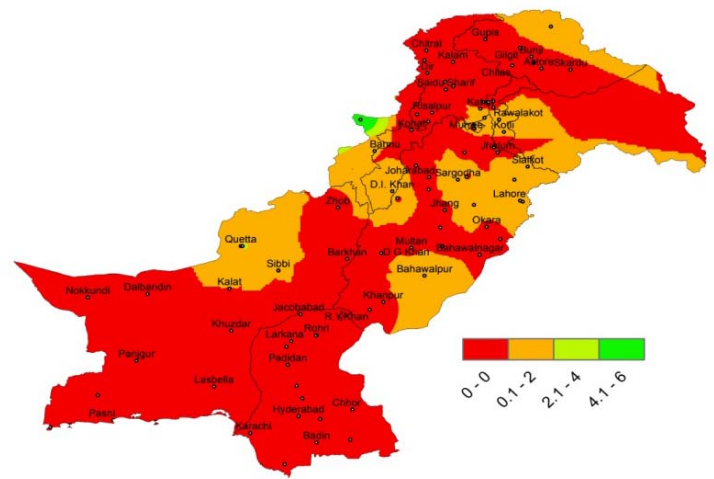 Gupis
Chitral
Kalam
Gilgit
Bunji
Astore
Skardu
Dir
Chilas
Saidu Sharif
Risalpur
Rawalakot
Kohat
Murree
Kotli
Bannu
Jhelum
Sialkot
Joharabad
Sargodha
D.I. Khan
Lahore
Zhob
Jhang
Okara
Quetta
Multan
Barkhan
D.G.Khan
Bahawalnagar
Sibbi
Bahawalpur
Kalat
Dalbandin
Nokkundi
Khanpur
Jacobabad
R.Y.Khan
Khuzdar
Rohri
Larkana
Panjgur
Padidan
Lasbella
Pasni
Hyderabad
Chhor
Karachi
Badin
0 - 0
0.1 - 2
2.1 - 4
4.1 - 6